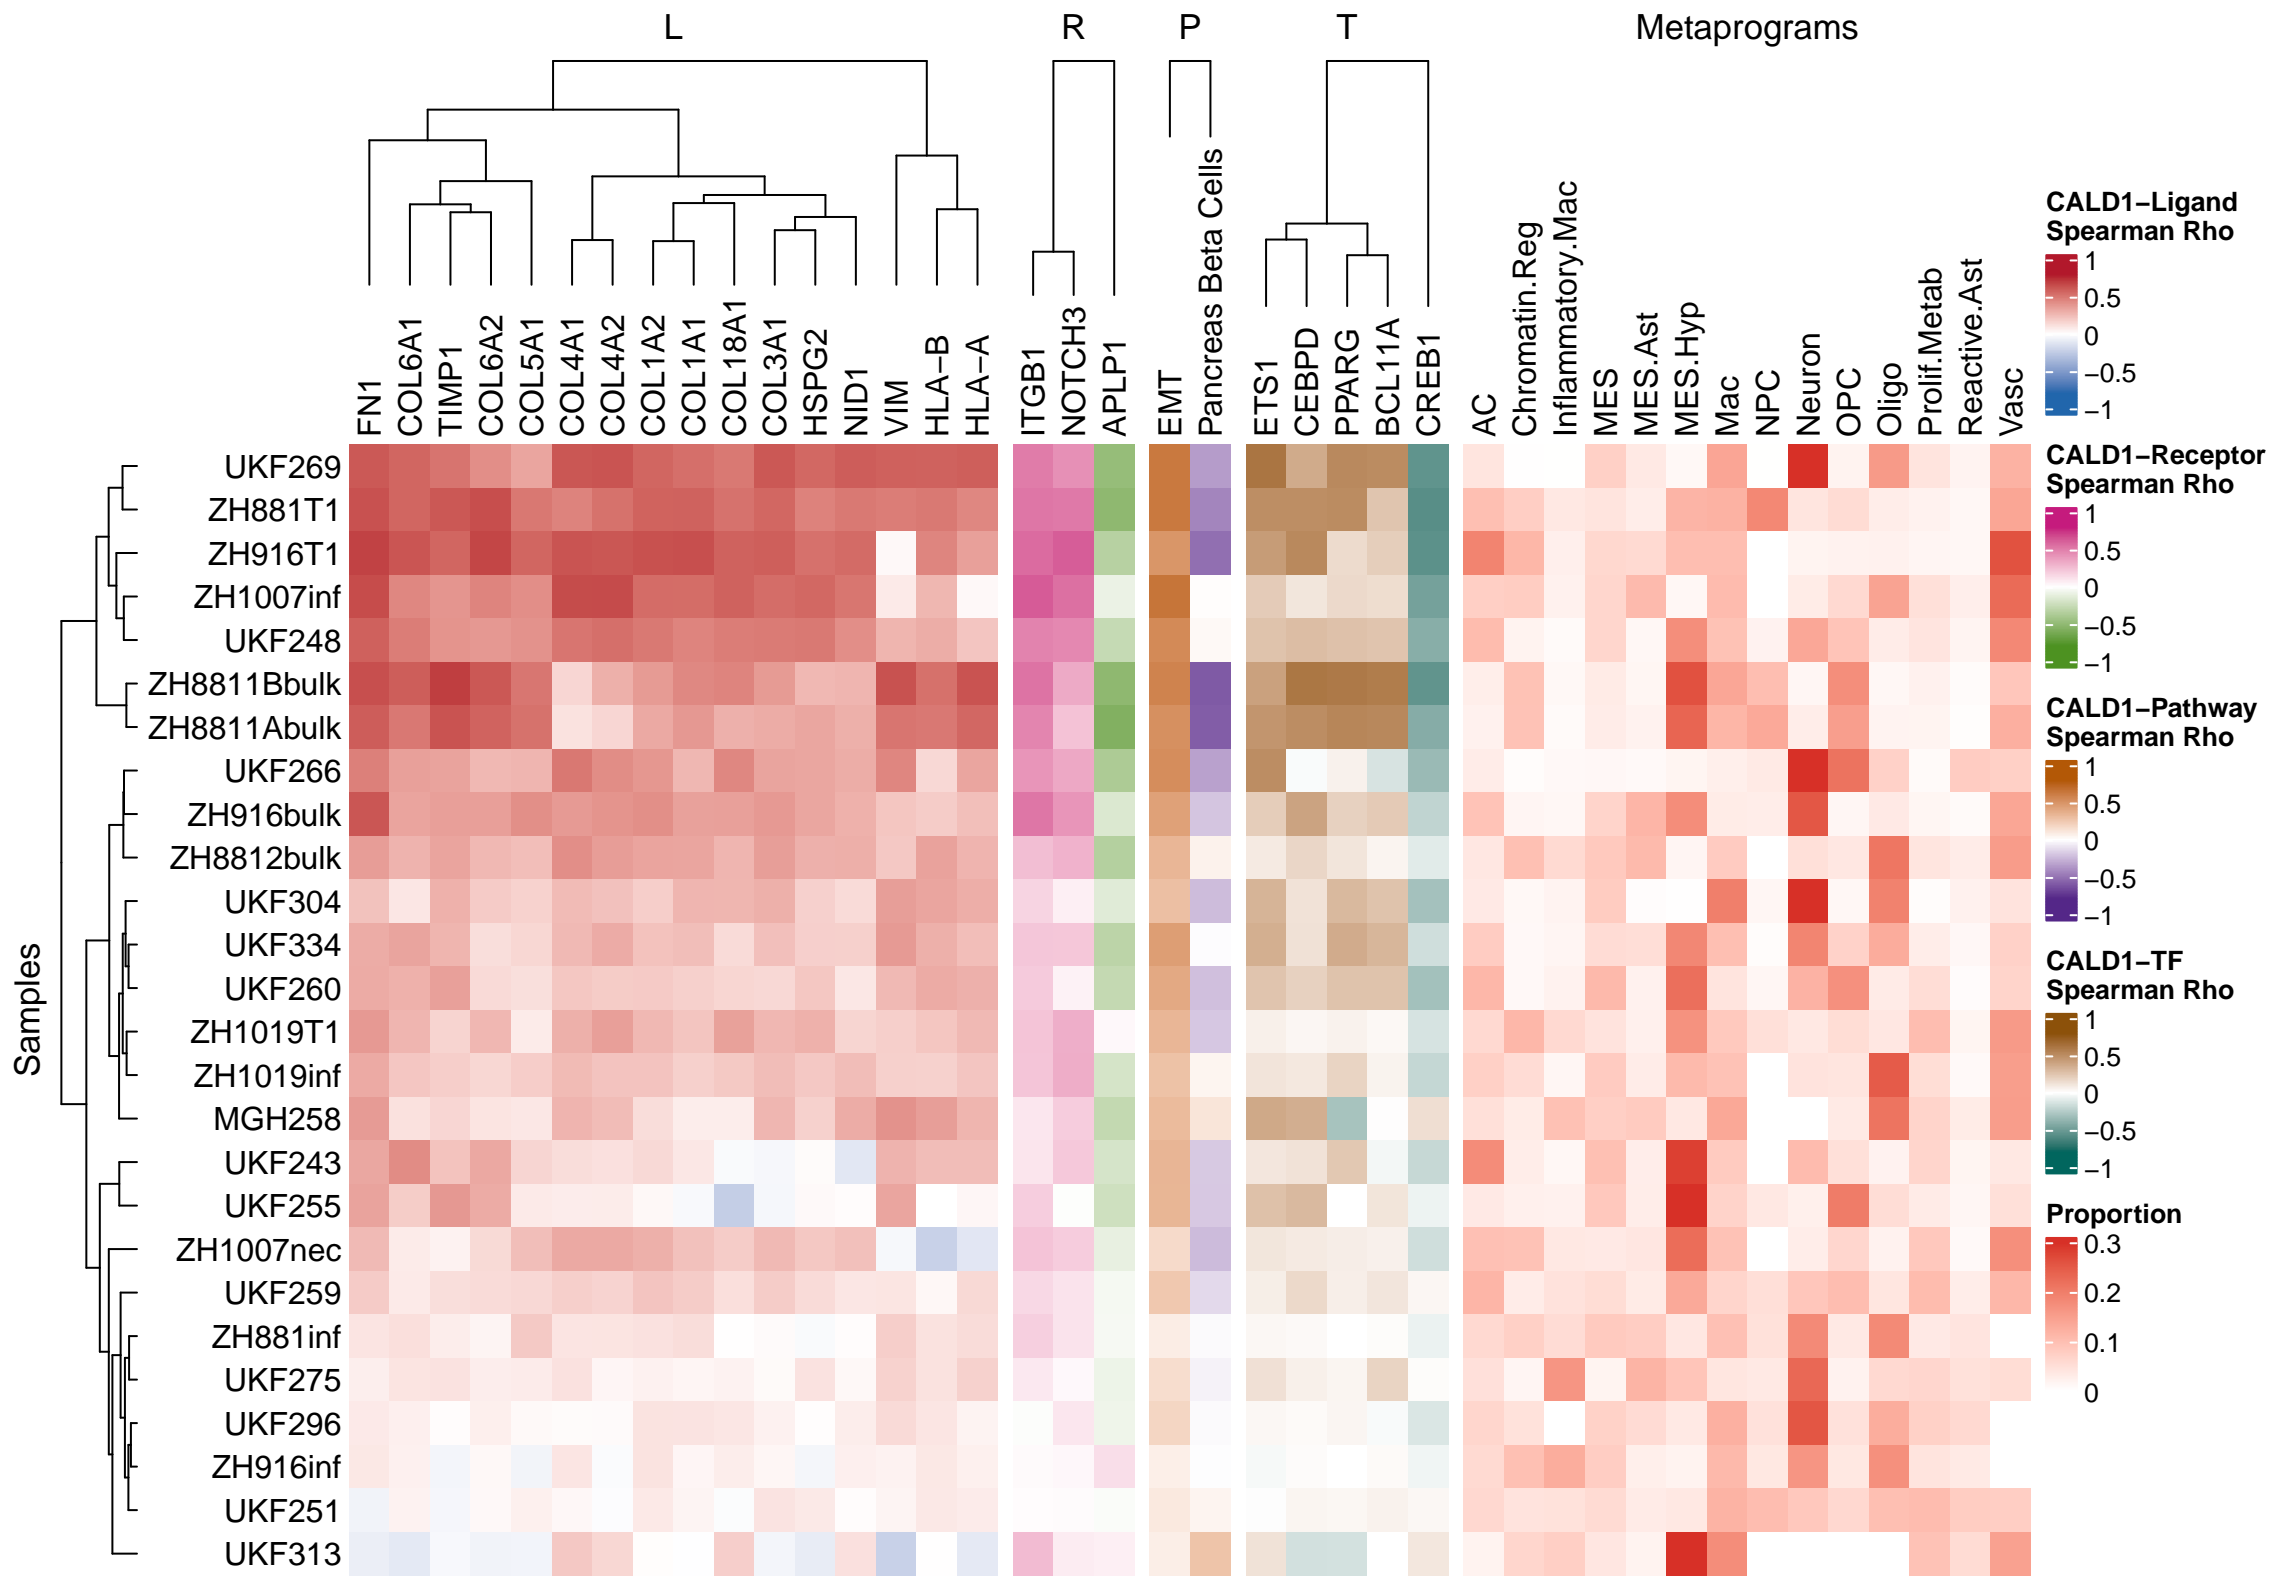 L R P T Metaprograms
FN1
COL6A1
TIMP1
COL6A2
COL5A1
COL4A1
COL4A2
COL1A2
COL1A1
COL18A1
COL3A1
HSPG2
NID1
VIM
HLA−B
HLA−A
ITGB1
NOTCH3
APLP1
EMT
Pancreas Beta Cells
ETS1
CEBPD
PPARG
BCL11A
CREB1
AC
Chromatin.Reg
Inflammatory.Mac
MES
MES.Ast
MES.Hyp
Mac
NPC
Neuron
OPC
Oligo
Prolif.Metab
Reactive.Ast
Vasc
Samples
UKF269
ZH881T1
ZH916T1
ZH1007inf
UKF248
ZH8811Bbulk
ZH8811Abulk
UKF266
ZH916bulk
ZH8812bulk
UKF304
UKF334
UKF260
ZH1019T1
ZH1019inf
MGH258
UKF243
UKF255
ZH1007nec
UKF259
ZH881inf
UKF275
UKF296
ZH916inf
UKF251
UKF313
CALD1−Ligand
Spearman Rho
1
0.5
0
−0.5
−1
CALD1−Receptor
Spearman Rho
1
0.5
0
−0.5
−1
CALD1−Pathway
Spearman Rho
1
0.5
0
−0.5
−1
CALD1−TF
Spearman Rho
1
0.5
0
−0.5
−1
Proportion
0.3
0.2
0.1
0